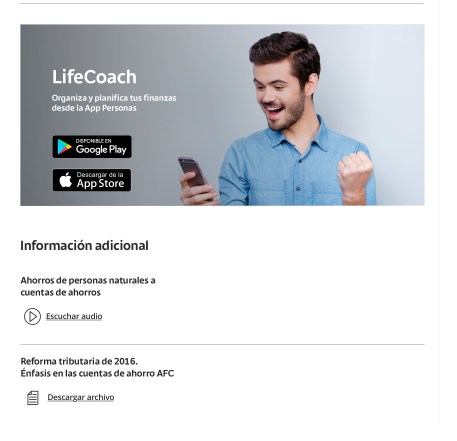 LifeCoach
Organiza y planifica tus finanzas
desde la App Personas
DISPONIBLE EN
Google Play
Descargar de la
App Store
Información adicional
Ahorros de personas naturales a
cuentas de ahorros
Escuchar audio
Reforma tributaria de 2016.
Énfasis en las cuentas de ahorro AFC
Descargar archivo